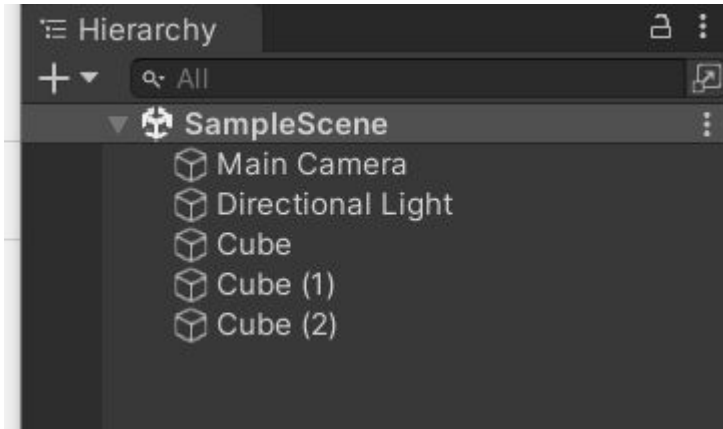 Hierarchy
All
SampleScene
Main Camera
Directional Light
Cube
Cube (1)
Cube (2)